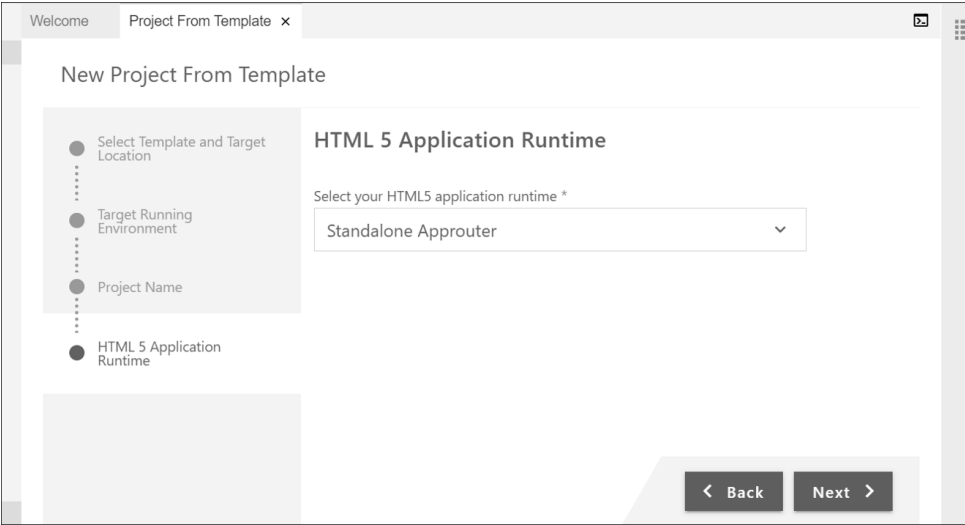 Welcome
Project From Template ×
New Project From Template
Select Template and Target
Location
Target Running
Environment
Project Name
HTML 5 Application
Runtime
HTML 5 Application Runtime
Select your HTML5 application runtime *
Standalone Approuter
Back
Next